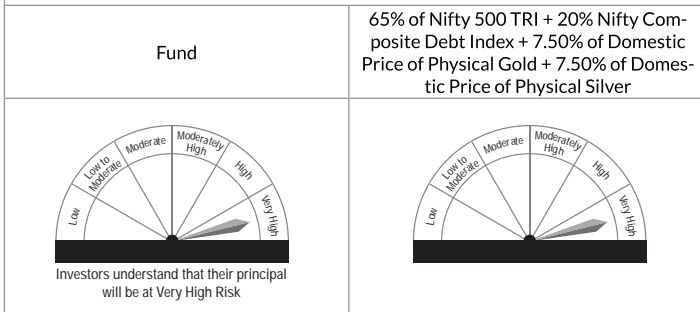 Fund
65% of Nifty 500 TRI + 20% Nifty Com-
posite Debt Index + 7.50% of Domestic
Price of Physical Gold + 7.50% of Domes-
tic Price of Physical Silver
Low
Low to
Moderate
Moderate
Moderately
High
High
Very High
Investors understand that their principal
will be at Very High Risk
Low
Low to
Moderate
Moderate
Moderately
High
High
Very High